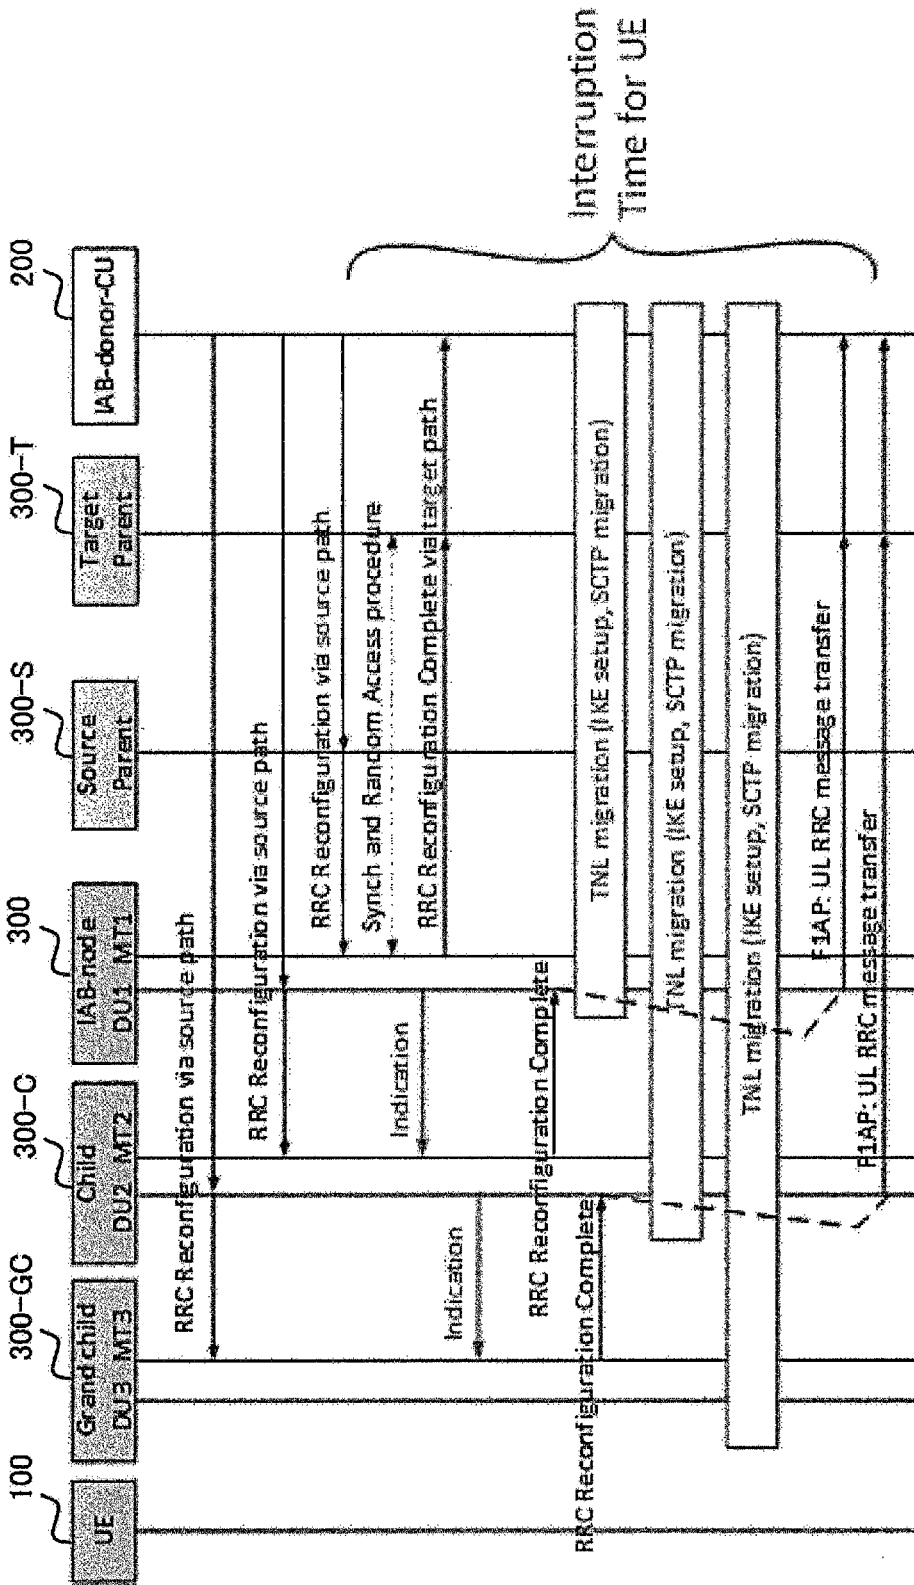 100
300-GC
300-C
300
300-S
300-T
200
UE
Grand child
DU3 MT3
Child
DU2 MT2
IAB-node
DU1 MT1
Source
Parent
Target
Parent
IAB-donor-CU
RRC Reconfiguration via source path
RRC Reconfiguration via source path
RRC Reconfiguration via source path
Synch and Random Access procedure
Indication
RRC Reconfiguration Complete via target path
Indication
RRC Reconfiguration Complete
RRC Reconfiguration Complete
TNL migration (IKE setup, SCTP migration)
TNL migration (IKE setup, SCTP migration)
TNL migration (IKE setup, SCTP migration)
F1AP: UL RRC message transfer
F1AP: UL RRC message transfer
Interruption
Time for UE